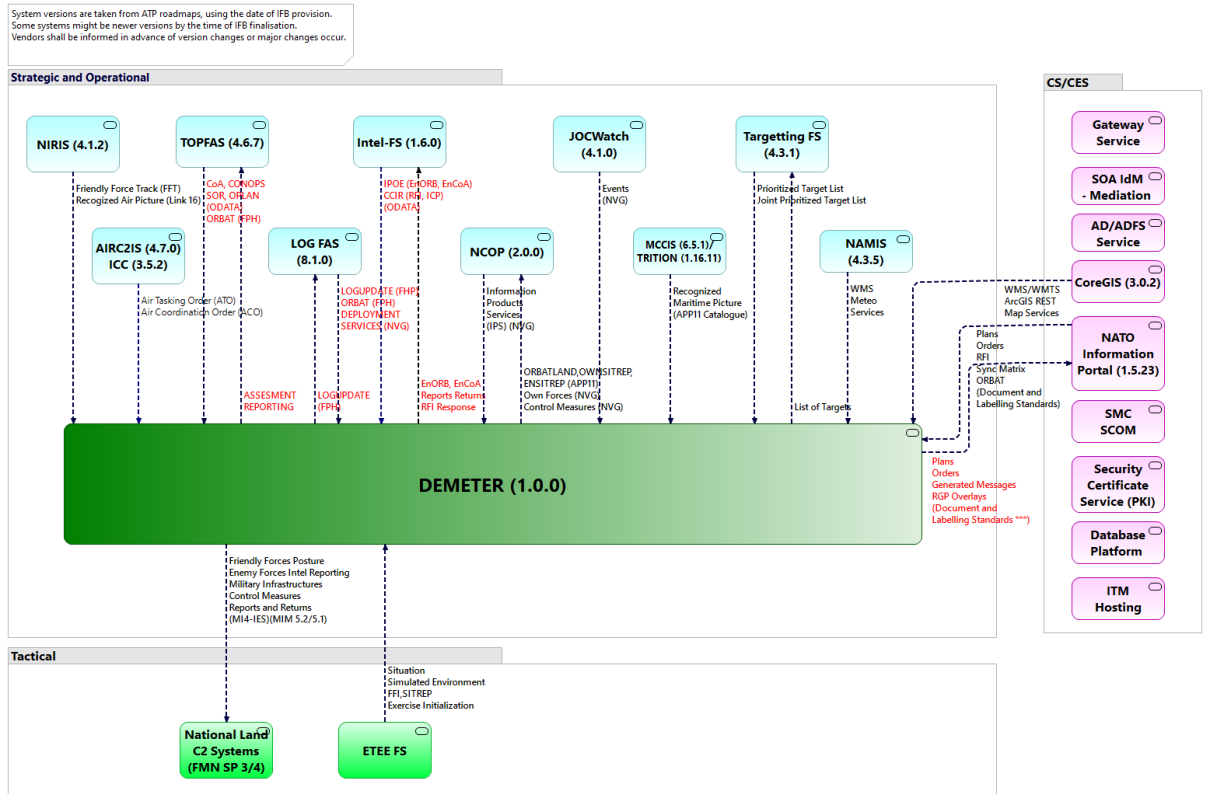 System versions are taken from ATP roadmaps, using the date of IFB provision.
Some systems might be newer versions by the time of IFB finalisation.
Vendors shall be informed in advance of version changes or major changes occur.
Strategic and Operational
CS/CES
NIRIS (4.1.2)
TOPFAS (4.6.7)
Intel-FS (1.6.0)
JOCWatch
(4.1.0)
Targetting FS
(4.3.1)
Friendly Force Track (FFT)
Recogized Air Picture (Link 16)
CoA, CONOPS
SOR, OPLAN
(ODATA)
ORBAT (FPH)
IPOE (EnORB, EnCoA)
CCIR (RFI, ICP)
(ODATA)
Events
(NVG)
Prioritized Target List
Joint Prioritized Target List
AIRC2IS (4.7.0)
ICC (3.5.2)
LOG FAS
(8.1.0)
NCOP (2.0.0)
MCCIS (6.5.1)/
TRITION (1.16.11)
NAMIS
(4.3.5)
Air Tasking Order (ATO)
Air Coordination Order (ACO)
LOGUPDATE (FHP)
ORBAT (FPH)
DEPLOYMENT
SERVICES (NVG)
Information
Products
Services
(IPS) (NVG)
Recognized
Maritime Picture
(APP11 Catalogue)
WMS
Meteo
Services
ASSESMENT
REPORTING
LOGUPDATE
(FPH)
EnORB, EnCoA
Reports Returns
RFI Response
ORBATLAND,OWNSITREP,
ENSITREP (APP11)
Own Forces (NVG)
Control Measures (NVG)
List of Targets
WMS/WMTS
ArcGIS REST
Map Services
Plans
Orders
RFI
Sync Matrix
ORBAT
(Document and
Labelling Standards)
DEMETER (1.0.0)
Plans
Orders
Generated Messages
RGP Overlays
(Document and
Labelling Standards ***)
Gateway
Service
SOA IdM
- Mediation
AD/ADFS
Service
CoreGIS (3.0.2)
NATO
Information
Portal (1.5.23)
SMC
SCOM
Security
Certificate
Service (PKI)
Database
Platform
ITM
Hosting
Friendly Forces Posture
Enemy Forces Intel Reporting
Military Infrastructures
Control Measures
Reports and Returns
(MI4-IES)(MIM 5.2/5.1)
Tactical
Situation
Simulated Environment
FFI,SITREP
Exercise Initialization
National Land
C2 Systems
(FMN SP 3/4)
ETEE FS